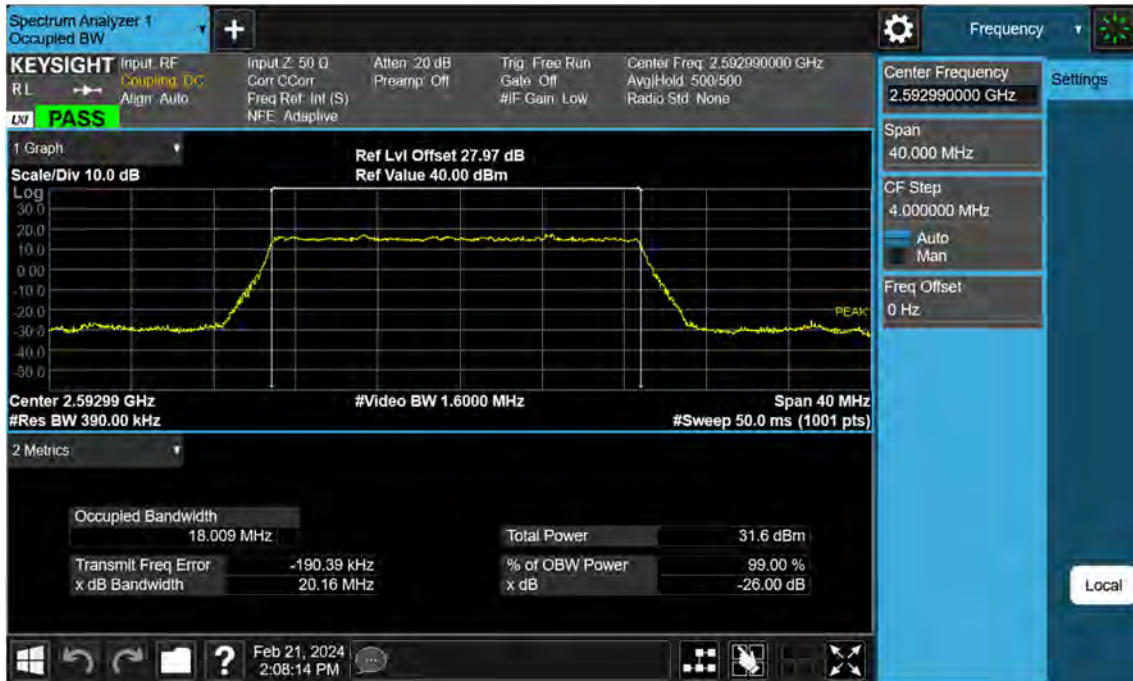 Spectrum Analyzer 1
Occupied BW
+
Frequency
KEYSIGHT
RL
LXI
PASS
Input: RF
Coupling: DC
Align: Auto
Input Z: 50 Ω
Corr CCorr
Freq Ref: Int (S)
NFE: Adaptive
Atten: 20 dB
Preamp: Off
Trig: Free Run
Gate: Off
#IF Gain: Low
Center Freq: 2.592990000 GHz
Avg|Hold: 500/500
Radio Std: None
Center Frequency
2.592990000 GHz
Settings
Span
40.000 MHz
CF Step
4.000000 MHz
Auto
Man
Freq Offset
0 Hz
Local
1 Graph
Scale/Div 10.0 dB
Ref Lvl Offset 27.97 dB
Ref Value 40.00 dBm
Log
30.0
20.0
10.0
0.00
-10.0
-20.0
-30.0
-40.0
-50.0
PEAK
Center 2.59299 GHz
#Res BW 390.00 kHz
#Video BW 1.6000 MHz
Span 40 MHz
#Sweep 50.0 ms (1001 pts)
2 Metrics
Occupied Bandwidth
18.009 MHz
Total Power 31.6 dBm
Transmit Freq Error -190.39 kHz
% of OBW Power 99.00 %
x dB Bandwidth 20.16 MHz
x dB -26.00 dB
?
Feb 21, 2024
2:08:14 PM